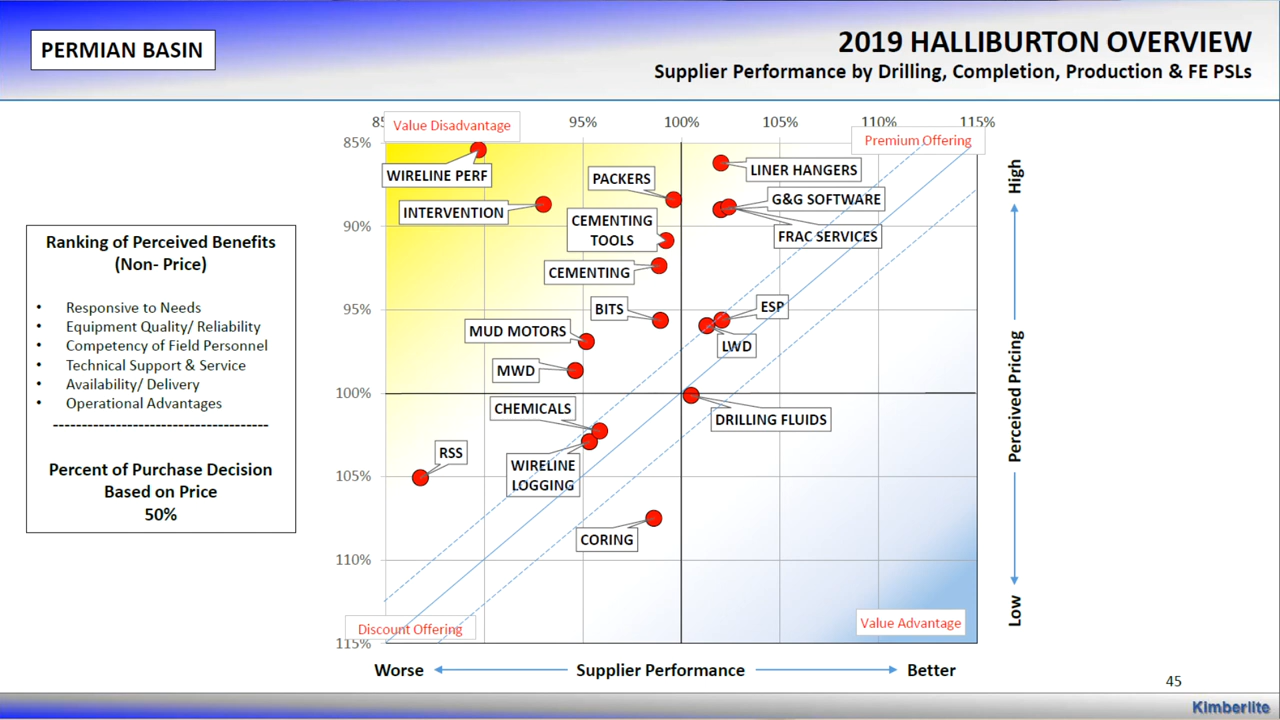 PERMIAN BASIN
2019 HALLIBURTON OVERVIEW
Supplier Performance by Drilling, Completion, Production & FE PSLs
Ranking of Perceived Benefits
(Non- Price)
• Responsive to Needs
• Equipment Quality/ Reliability
• Competency of Field Personnel
• Technical Support & Service
• Availability/ Delivery
• Operational Advantages
--------------------------------------
Percent of Purchase Decision
Based on Price
50%
95% 100% 105% 110% 115%
Value Disadvantage
Premium Offering
85%
90%
95%
100%
105%
110%
115%
WIRELINE PERF
INTERVENTION
PACKERS
CEMENTING
TOOLS
CEMENTING
BITS
MUD MOTORS
MWD
CHEMICALS
RSS
WIRELINE
LOGGING
CORING
LINER HANGERS
G&G SOFTWARE
FRAC SERVICES
ESP
LWD
DRILLING FLUIDS
Discount Offering
Value Advantage
High
Perceived Pricing
Low
Worse
Supplier Performance
Better
45
Kimberlite